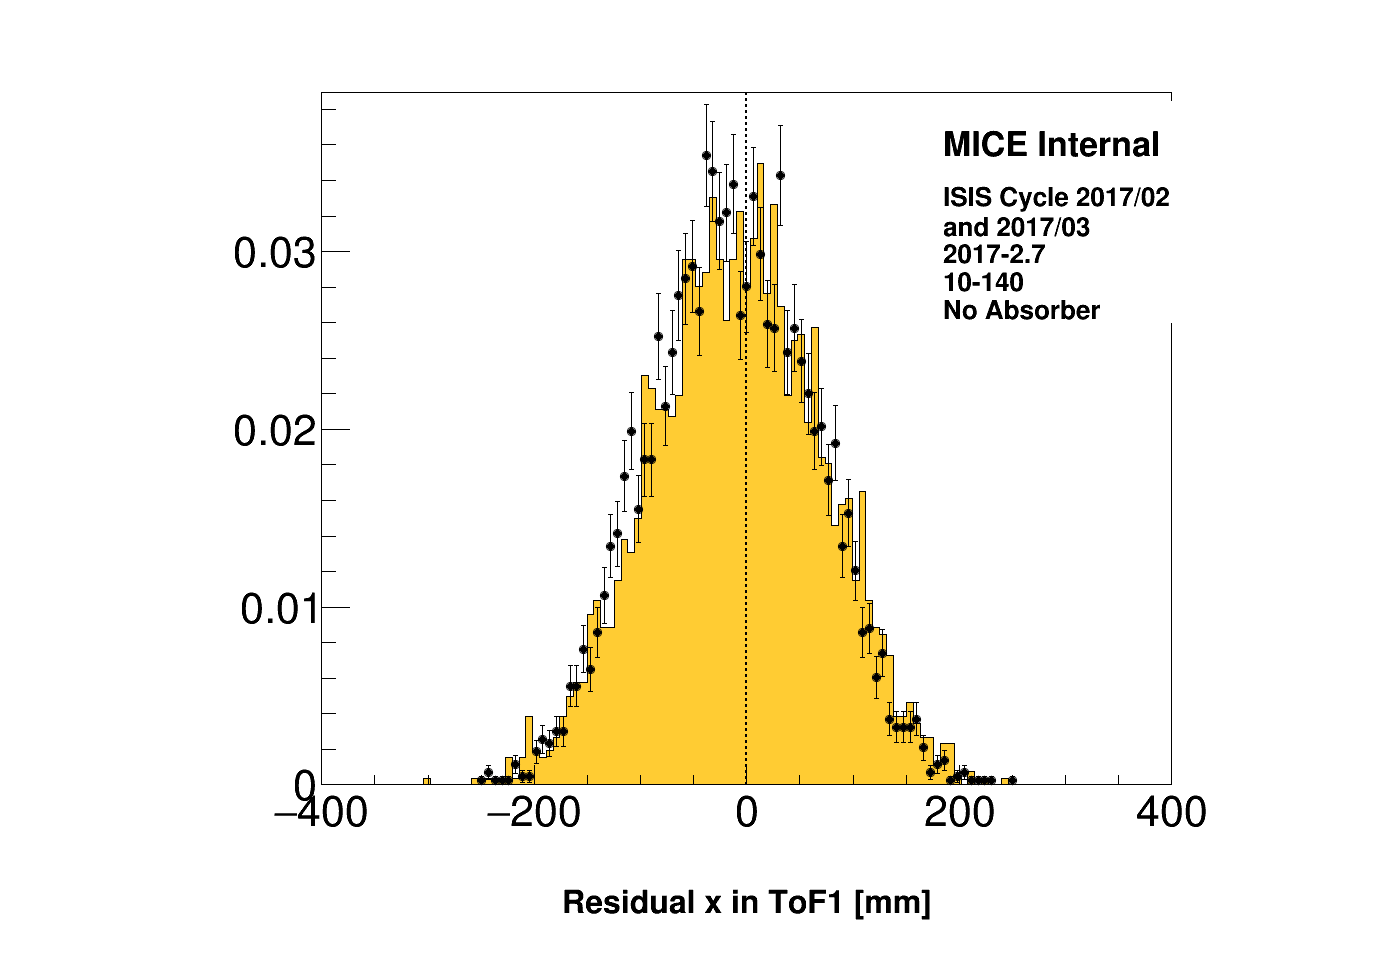 MICE Internal
ISIS Cycle 2017/02
and 2017/03
2017-2.7
10-140
No Absorber
0.03
0.02
0.01
0
−400 −200 0 200 400
Residual x in ToF1 [mm]